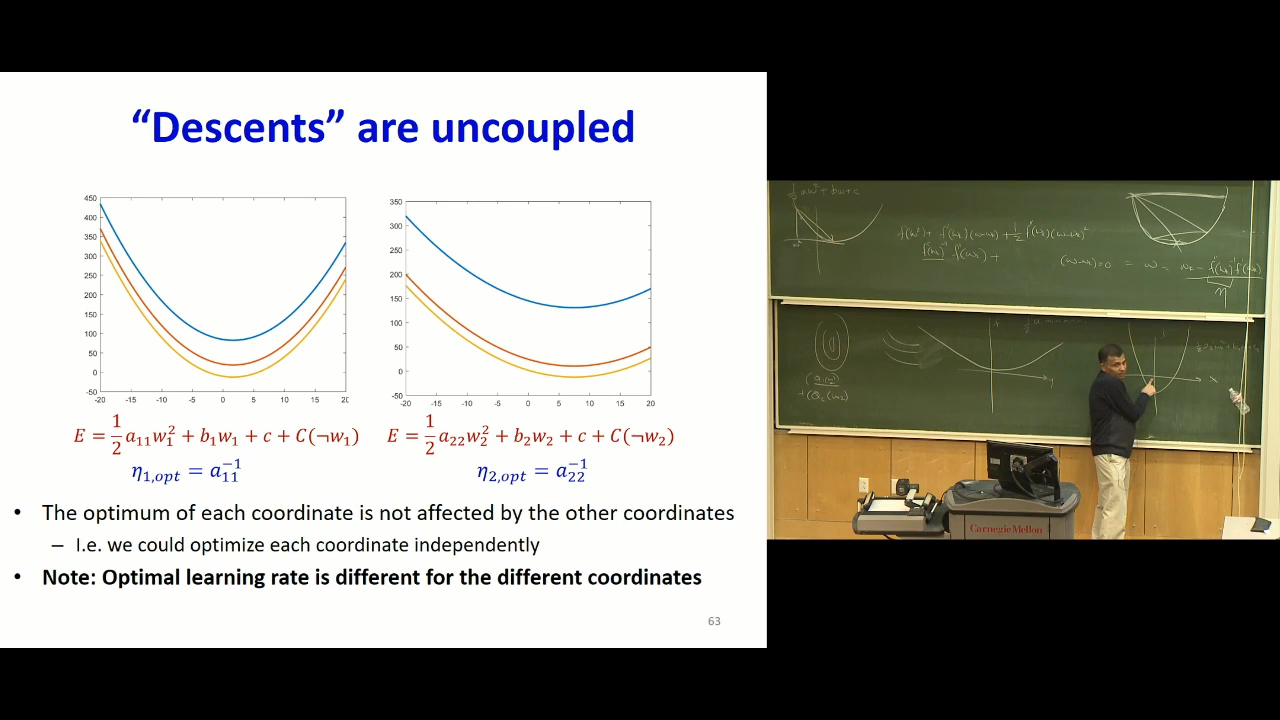 “Descents” are uncoupled
450
400
350
300
250
200
150
100
50
0
-50
-20 -15 -10 -5 0 5 10 15 20
350
300
250
200
150
100
50
0
-50
-20 -15 -10 -5 0 5 10 15 20
E = 1/2 a₁₁w₁² + b₁w₁ + c + C(¬w₁)
E = 1/2 a₂₂w₂² + b₂w₂ + c + C(¬w₂)
η₁,opt = a₁₁⁻¹
η₂,opt = a₂₂⁻¹
• The optimum of each coordinate is not affected by the other coordinates
– I.e. we could optimize each coordinate independently
• Note: Optimal learning rate is different for the different coordinates
63
Carnegie Mellon